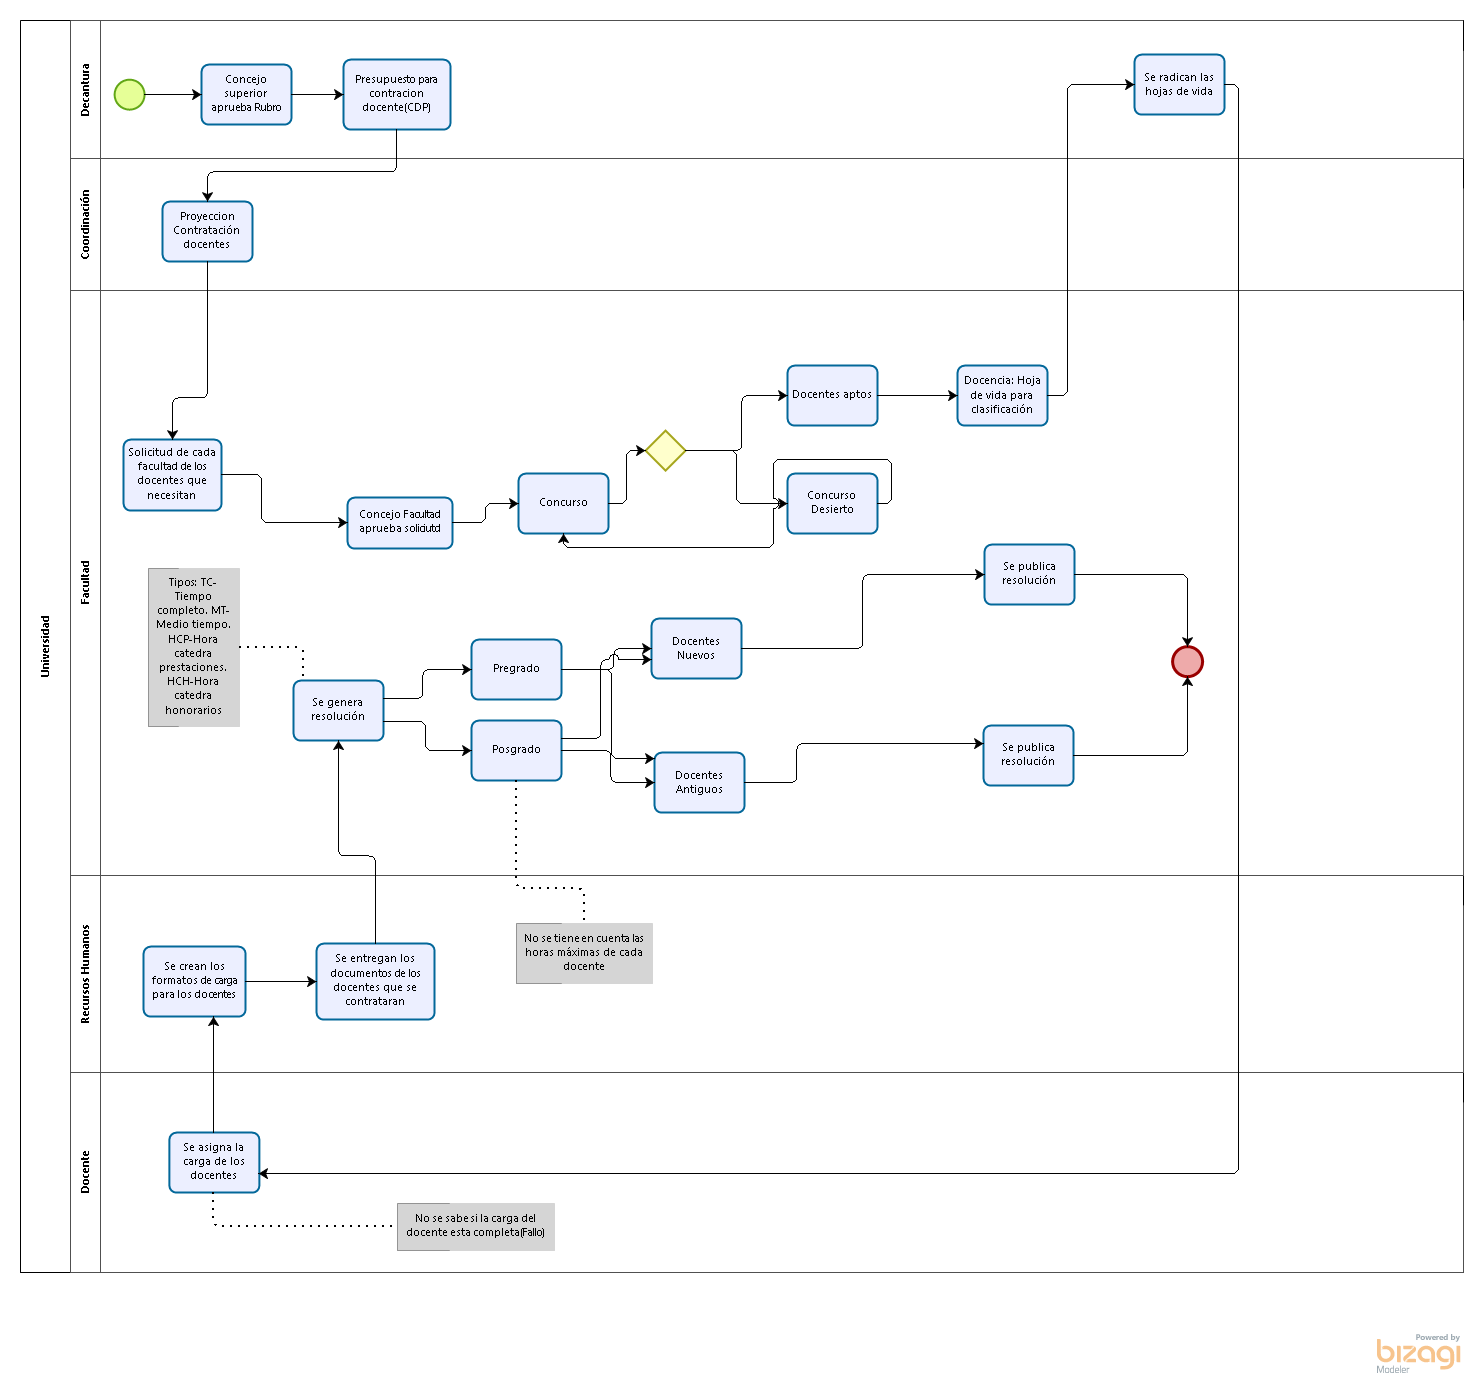 Universidad
Decantura
Concejo
superior
aprueba Rubro
Presupuesto para
contracion
docente(CDP)
Se radican las
hojas de vida
Coordinación
Proyeccion
Contratación
docentes
Facultad
Solicitud de cada
facultad de los
docentes que
necesitan
Concejo Facultad
aprueba soliciutd
Concurso
Docentes aptos
Docencia: Hoja
de vida para
clasificación
Concurso
Desierto
Tipos: TC-
Tiempo
completo. MT-
Medio tiempo.
HCP-Hora
catedra
prestaciones.
HCH-Hora
catedra
honorarios
Se genera
resolución
Pregrado
Posgrado
Docentes
Nuevos
Docentes
Antiguos
Se publica
resolución
Se publica
resolución
Recursos Humanos
Se crean los
formatos de carga
para los docentes
Se entregan los
documentos de los
docentes que se
contrataran
No se tiene en cuenta las
horas máximas de cada
docente
Docente
Se asigna la
carga de los
docentes
No se sabe si la carga del
docente esta completa(Fallo)
Powered by
bizagi
Modeler